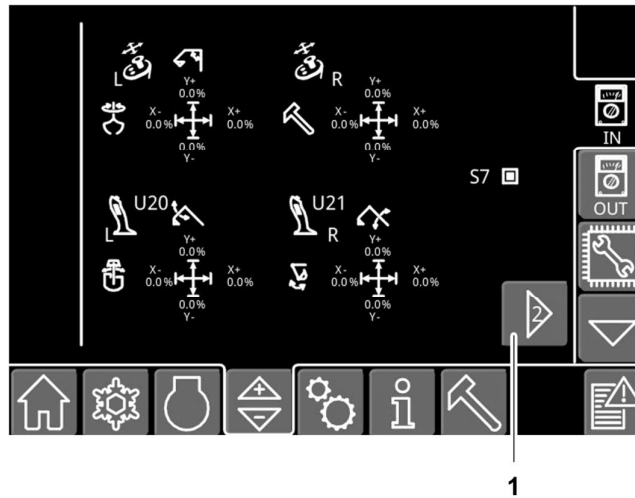 L
R
Y+
0.0%
X-
0.0%
X+
0.0%
0.0%
Y-
Y+
0.0%
X-
0.0%
X+
0.0%
0.0%
Y-
IN
S7
OUT
U20
L
U21
R
Y+
0.0%
X-
0.0%
X+
0.0%
0.0%
Y-
Y+
0.0%
X-
0.0%
X+
0.0%
0.0%
Y-
2
1